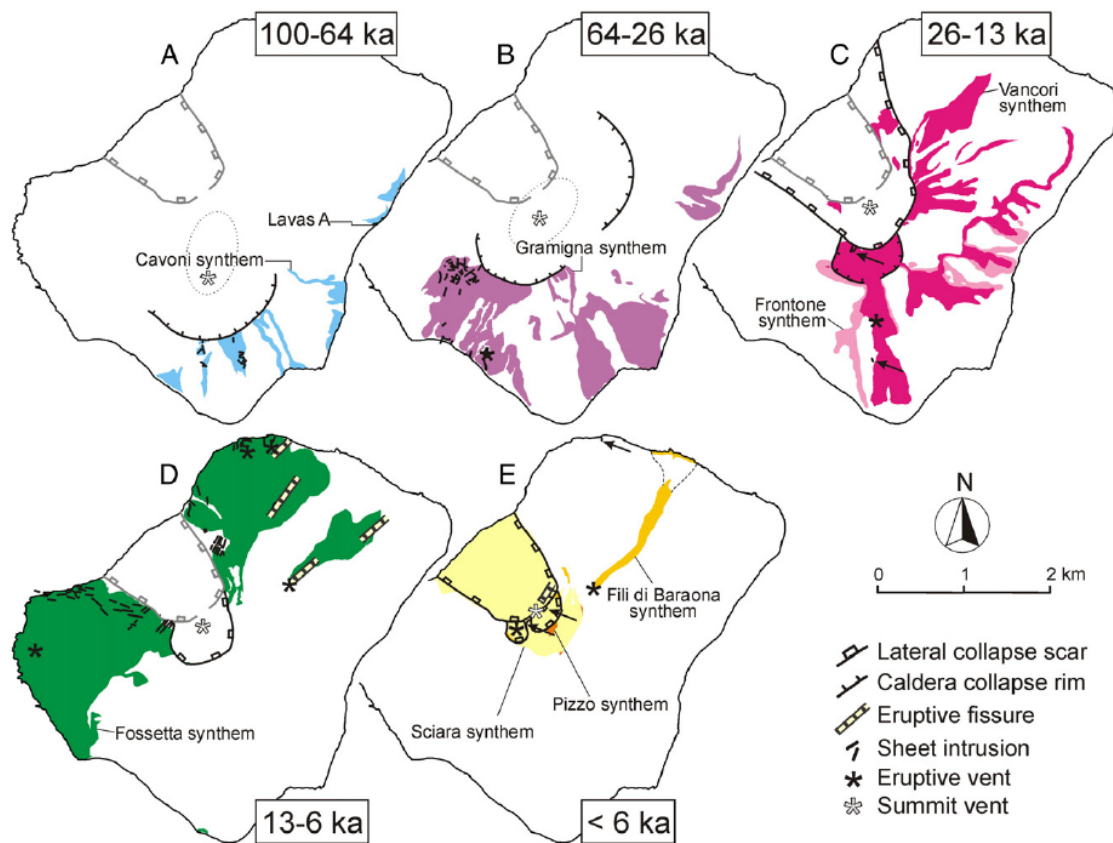 A
100-64 ka
Lavas A
Cavoni synthem
B
64-26 ka
Gramigna synthem
C
26-13 ka
Vancori
synthem
Frontone
synthem
D
Fossetta synthem
13-6 ka
E
Fili di Baraona
synthem
Pizzo synthem
Sciara synthem
< 6 ka
N
0 1 2 km
Lateral collapse scar
Caldera collapse rim
Eruptive fissure
Sheet intrusion
Eruptive vent
Summit vent